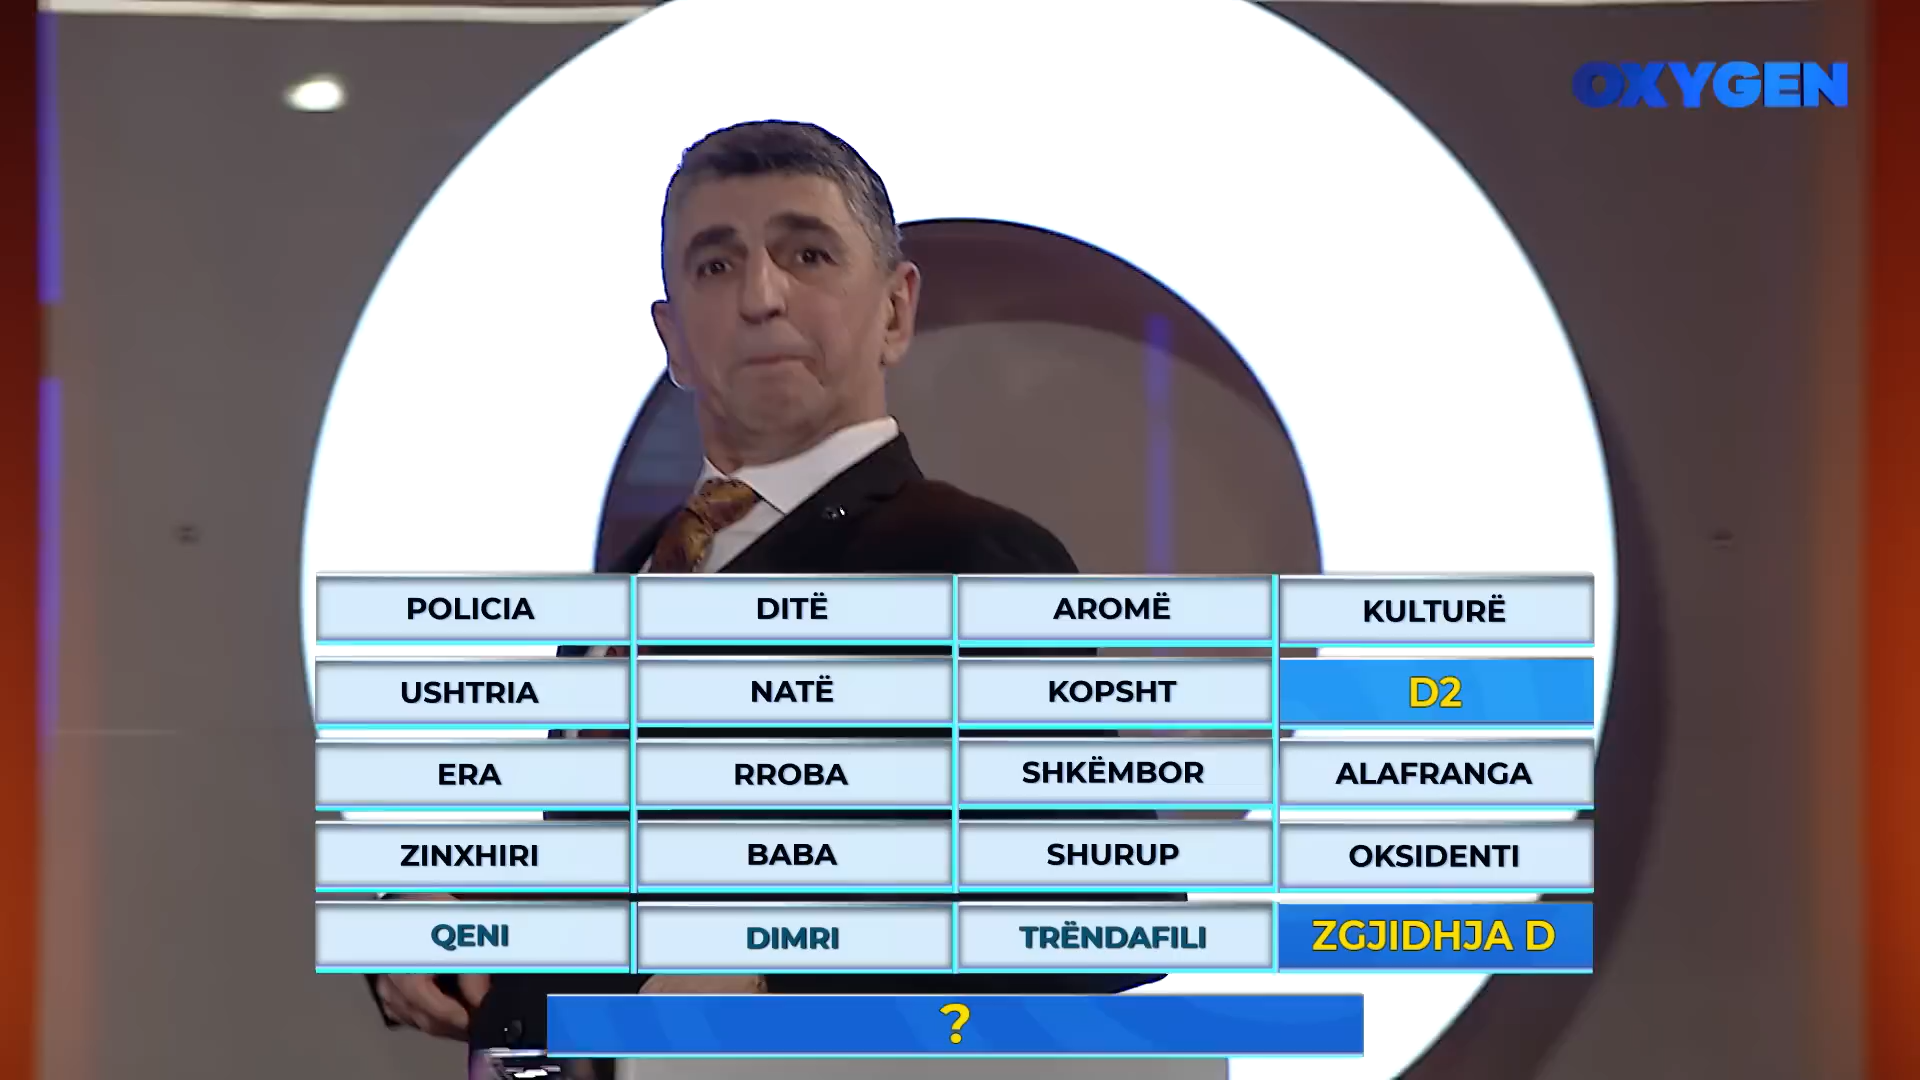 OXYGEN
POLICIA DITË AROMË KULTURË
USHTRIA NATË KOPSHT D2
ERA RROBA SHKËMBOR ALAFRANGA
ZINXHIRI BABA SHURUP OKSIDENTI
QENI DIMRI TRËNDAFILI ZGJIDHJA D
?